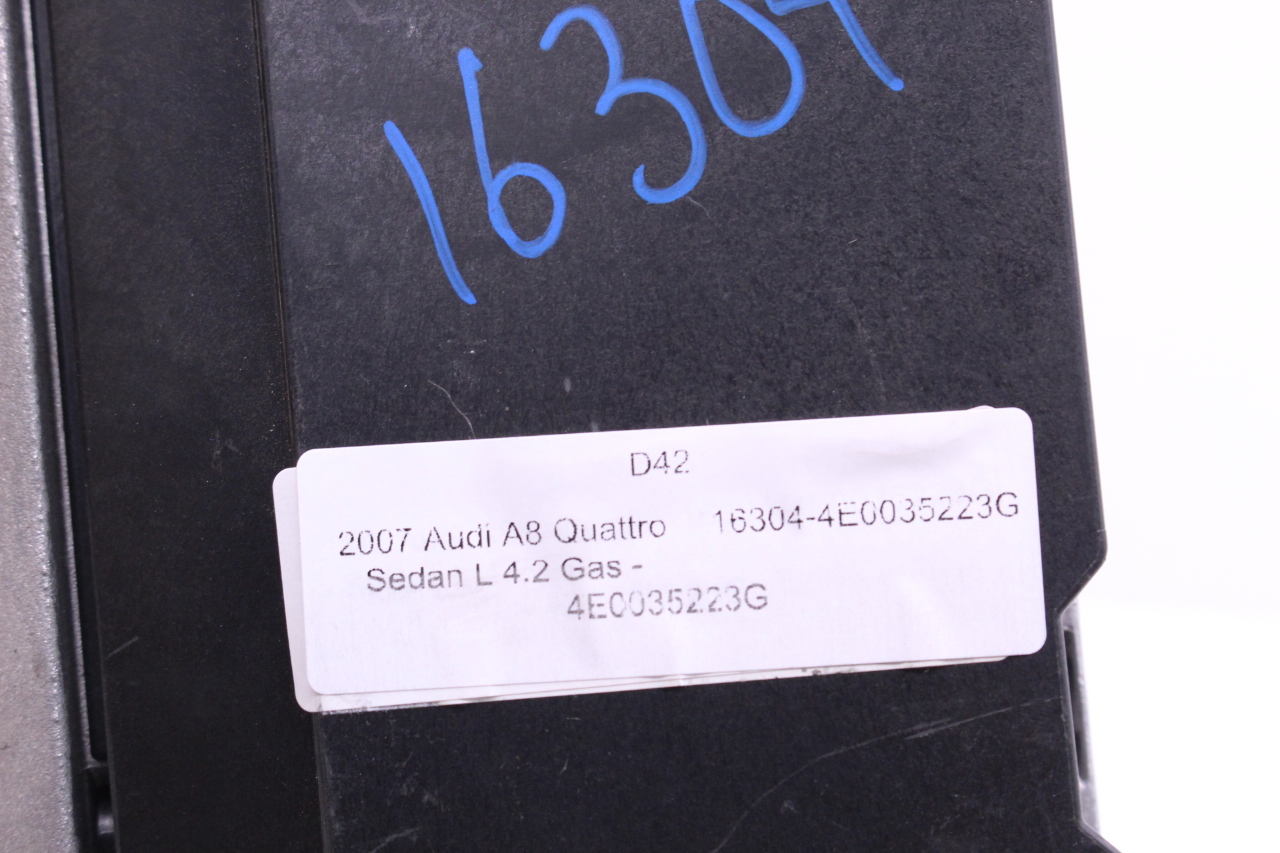 16304
D42
2007 Audi A8 Quattro 16304-4E0035223G
Sedan L 4.2 Gas -
4E0035223G